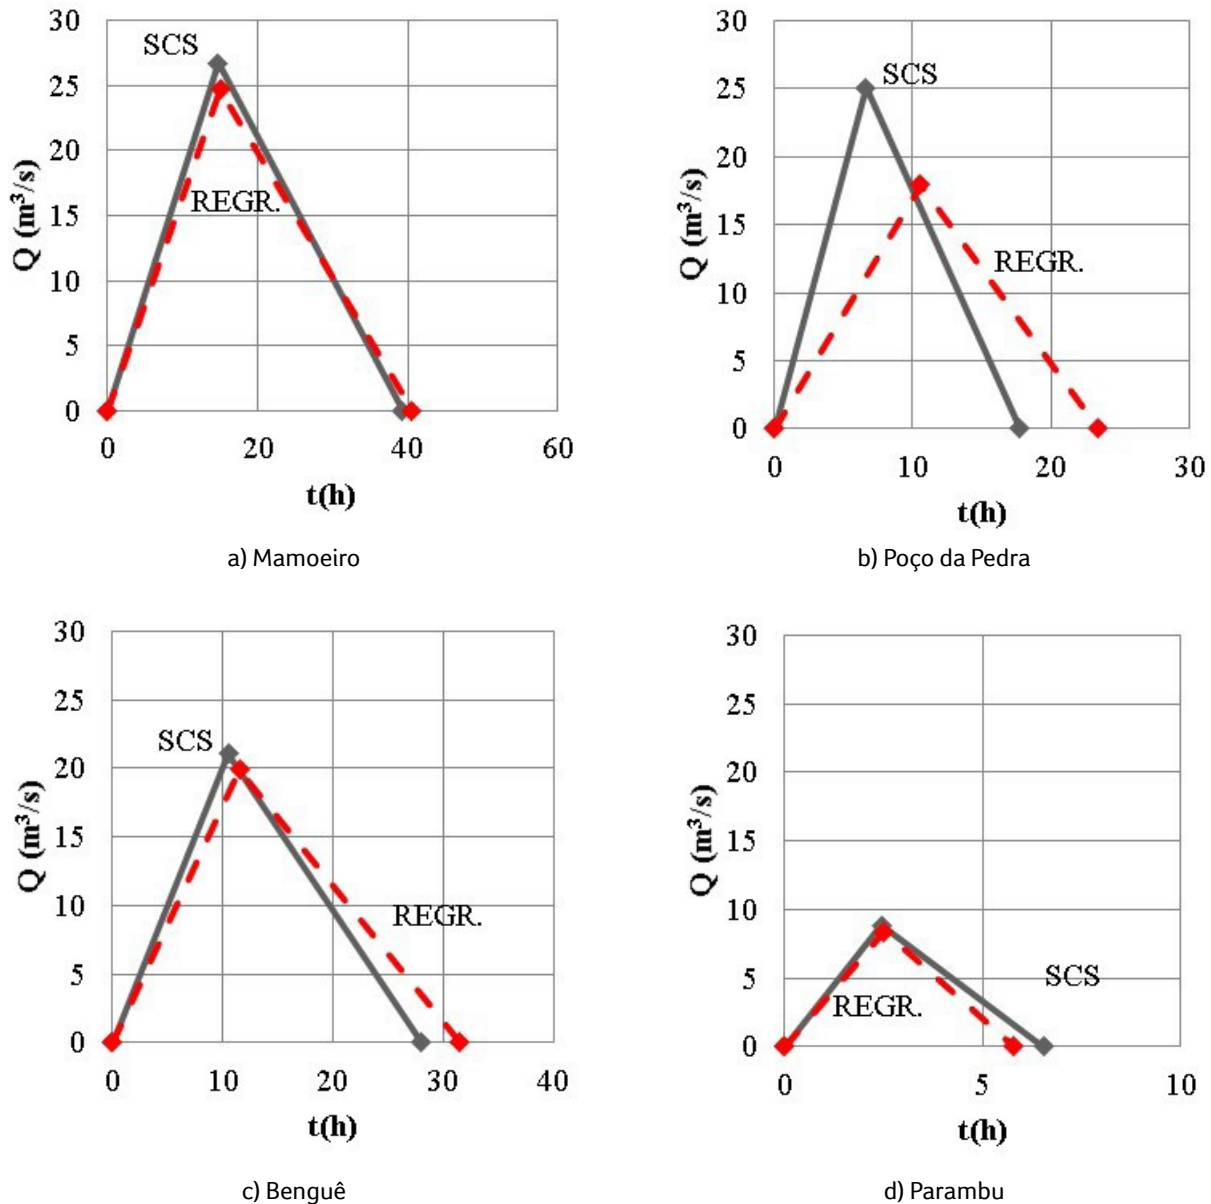 30
25
20
15
10
5
0
Q (m³/s)
SCS
REGR.
0 20 40 60
t(h)
a) Mamoeiro
30
25
20
15
10
5
0
Q (m³/s)
SCS
REGR.
0 10 20 30
t(h)
b) Poço da Pedra
30
25
20
15
10
5
0
Q (m³/s)
SCS
REGR.
0 10 20 30 40
t(h)
c) Benguê
30
25
20
15
10
5
0
Q (m³/s)
SCS
REGR.
0 5 10
t(h)
d) Parambu